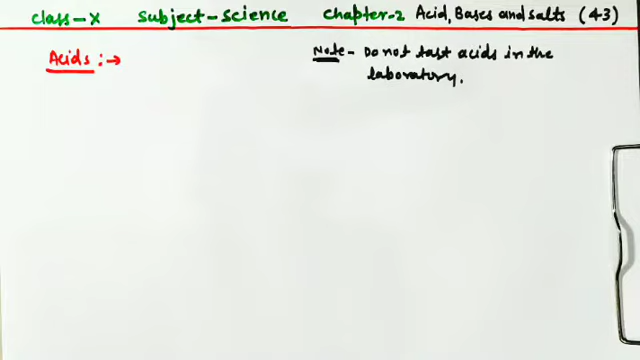 class-X Subject-Science Chapter-2 Acid, Bases and salts (43)
Acids :→
Note- Do not tast acids in the
laboratory.